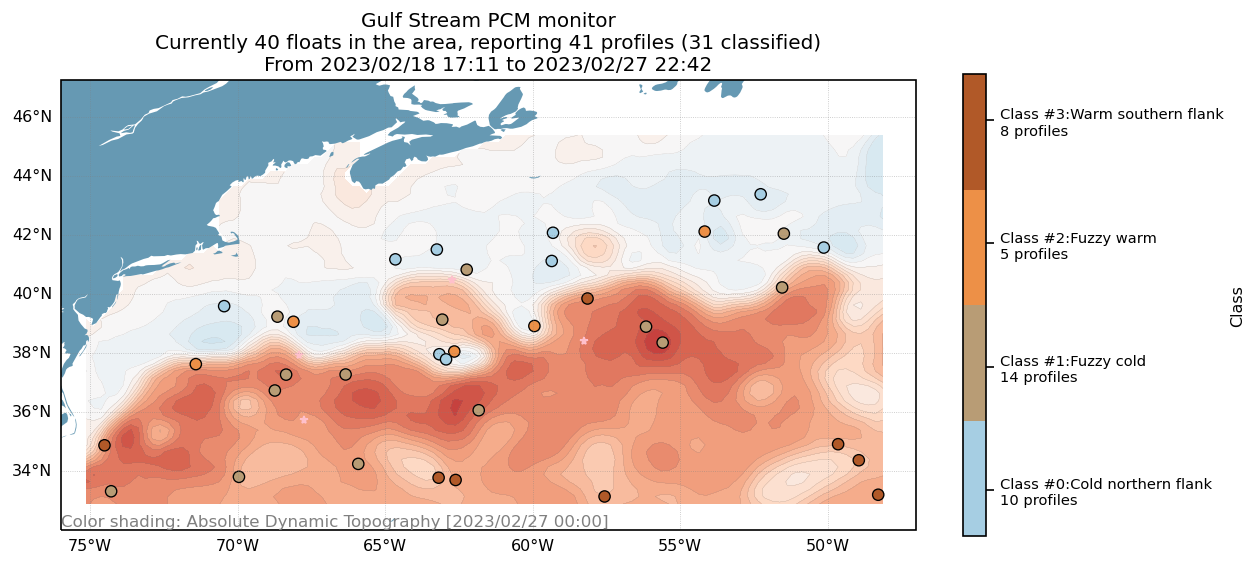 Gulf Stream PCM monitor
Currently 40 floats in the area, reporting 41 profiles (31 classified)
From 2023/02/18 17:11 to 2023/02/27 22:42
46°N
44°N
42°N
40°N
38°N
36°N
34°N
Color shading: Absolute Dynamic Topography [2023/02/27 00:00]
75°W
70°W
65°W
60°W
55°W
50°W
Class #3:Warm southern flank
8 profiles
Class #2:Fuzzy warm
5 profiles
Class #1:Fuzzy cold
14 profiles
Class #0:Cold northern flank
10 profiles
Class